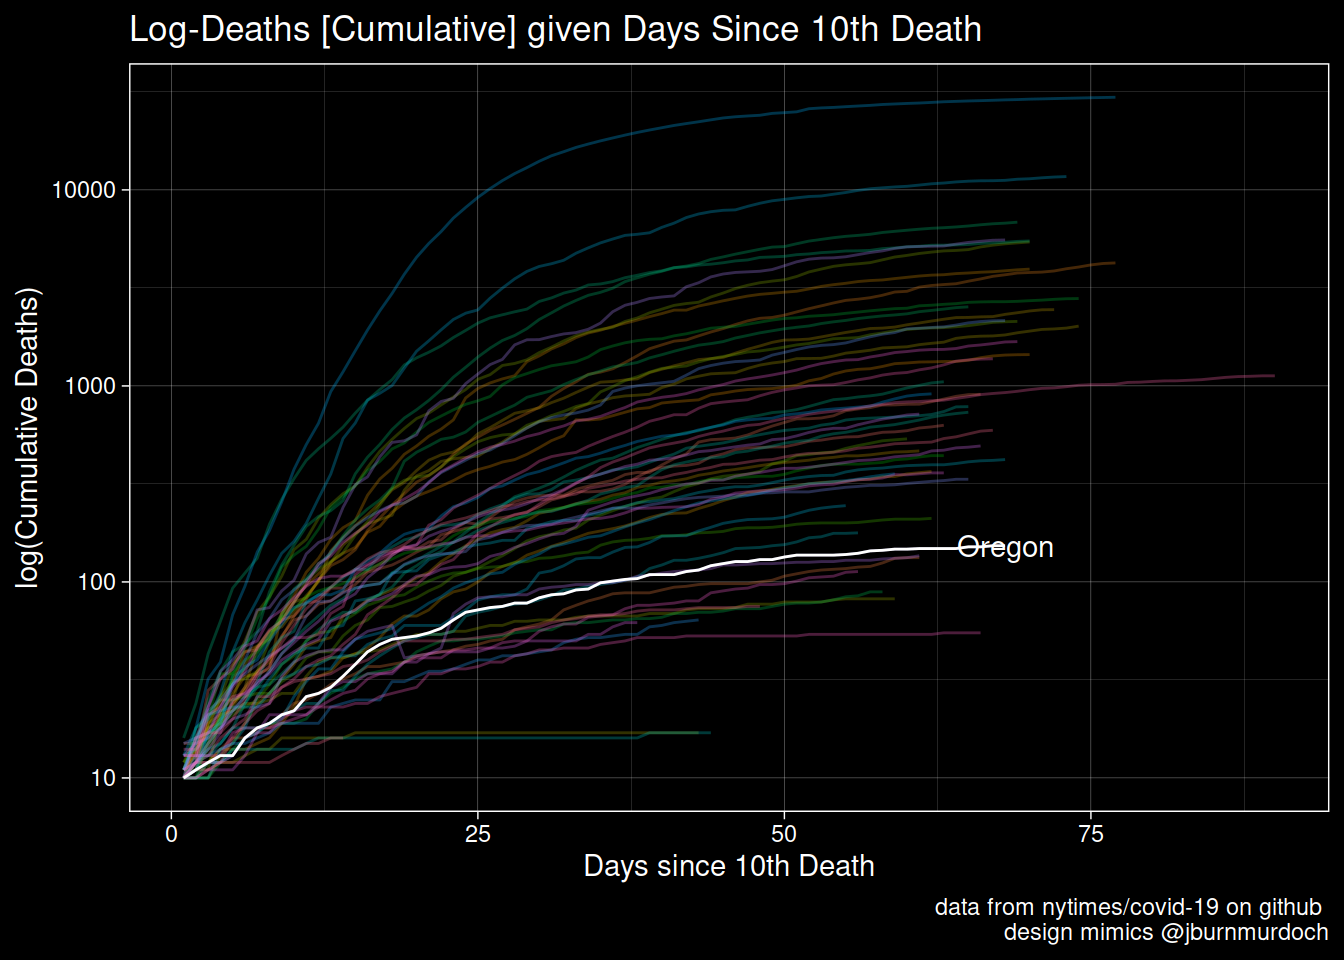 Log-Deaths [Cumulative] given Days Since 10th Death
log(Cumulative Deaths)
10000
1000
100
10
Oregon
0 25 50 75
Days since 10th Death
data from nytimes/covid-19 on github
design mimics @jburnmurdoch